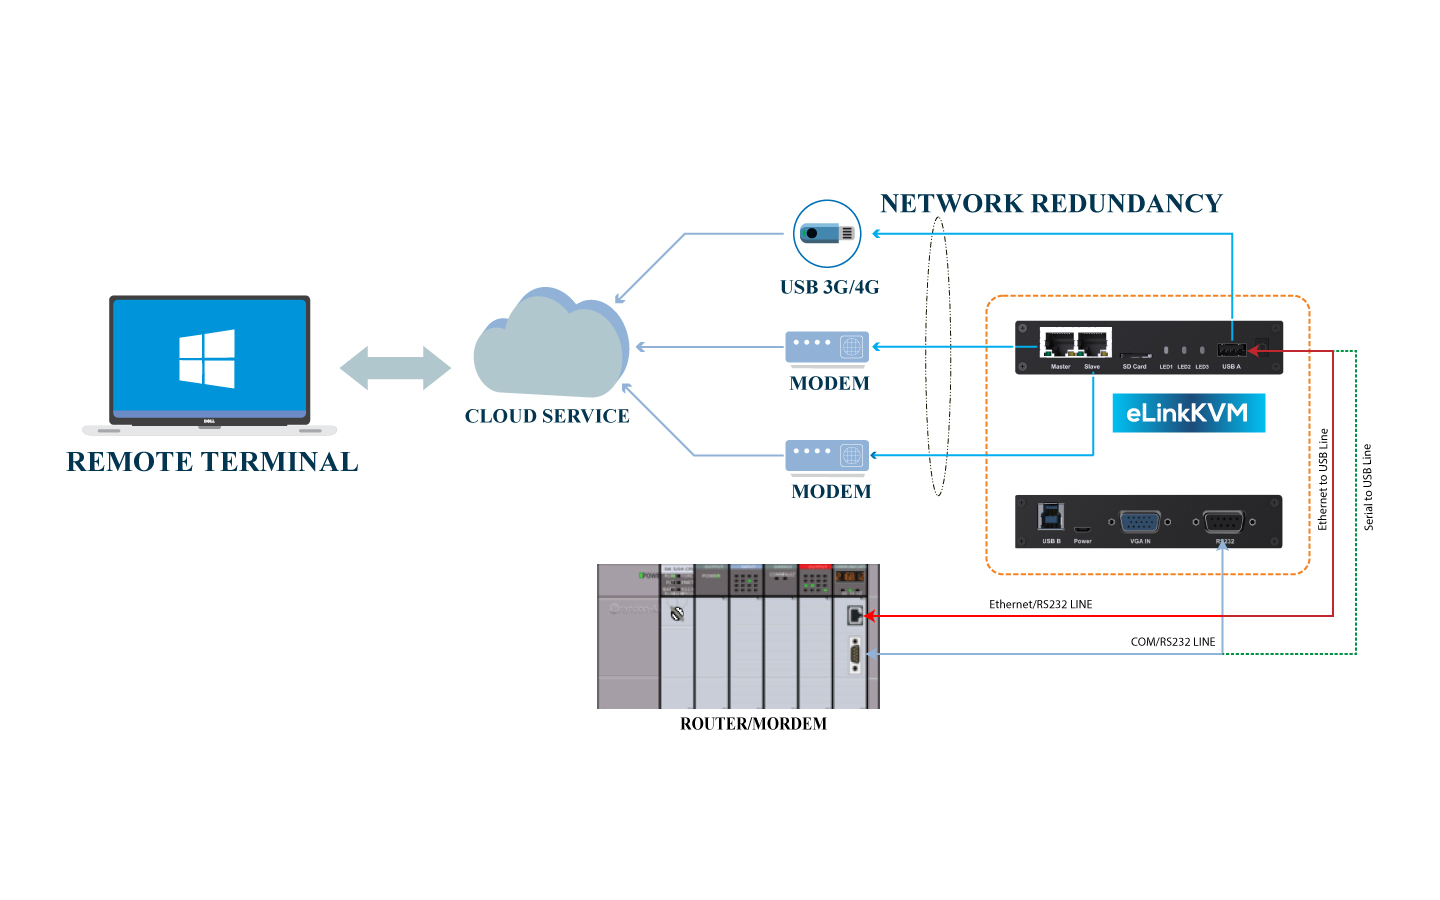 NETWORK REDUNDANCY
USB 3G/4G
MODEM
MODEM
CLOUD SERVICE
DELL
REMOTE TERMINAL
Master
Slave
SD Card
LED1
LED2
LED3
USB A
eLinkKVM
Ethernet to USB Line
Serial to USB Line
USB B
Power
VGA IN
RS232
Ethernet/RS232 LINE
COM/RS232 LINE
ROUTER/MORDEM